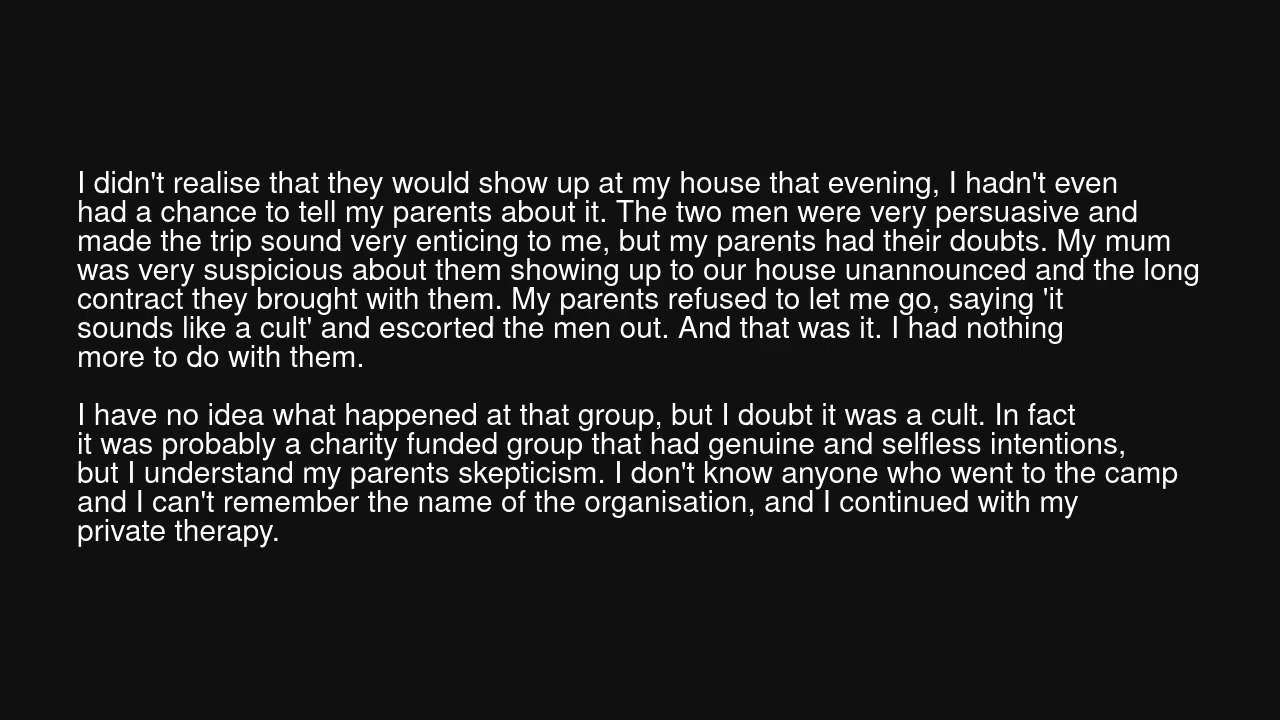 I didn't realise that they would show up at my house that evening, I hadn't even
had a chance to tell my parents about it. The two men were very persuasive and
made the trip sound very enticing to me, but my parents had their doubts. My mum
was very suspicious about them showing up to our house unannounced and the long
contract they brought with them. My parents refused to let me go, saying 'it
sounds like a cult' and escorted the men out. And that was it. I had nothing
more to do with them.

I have no idea what happened at that group, but I doubt it was a cult. In fact
it was probably a charity funded group that had genuine and selfless intentions,
but I understand my parents skepticism. I don't know anyone who went to the camp
and I can't remember the name of the organisation, and I continued with my
private therapy.